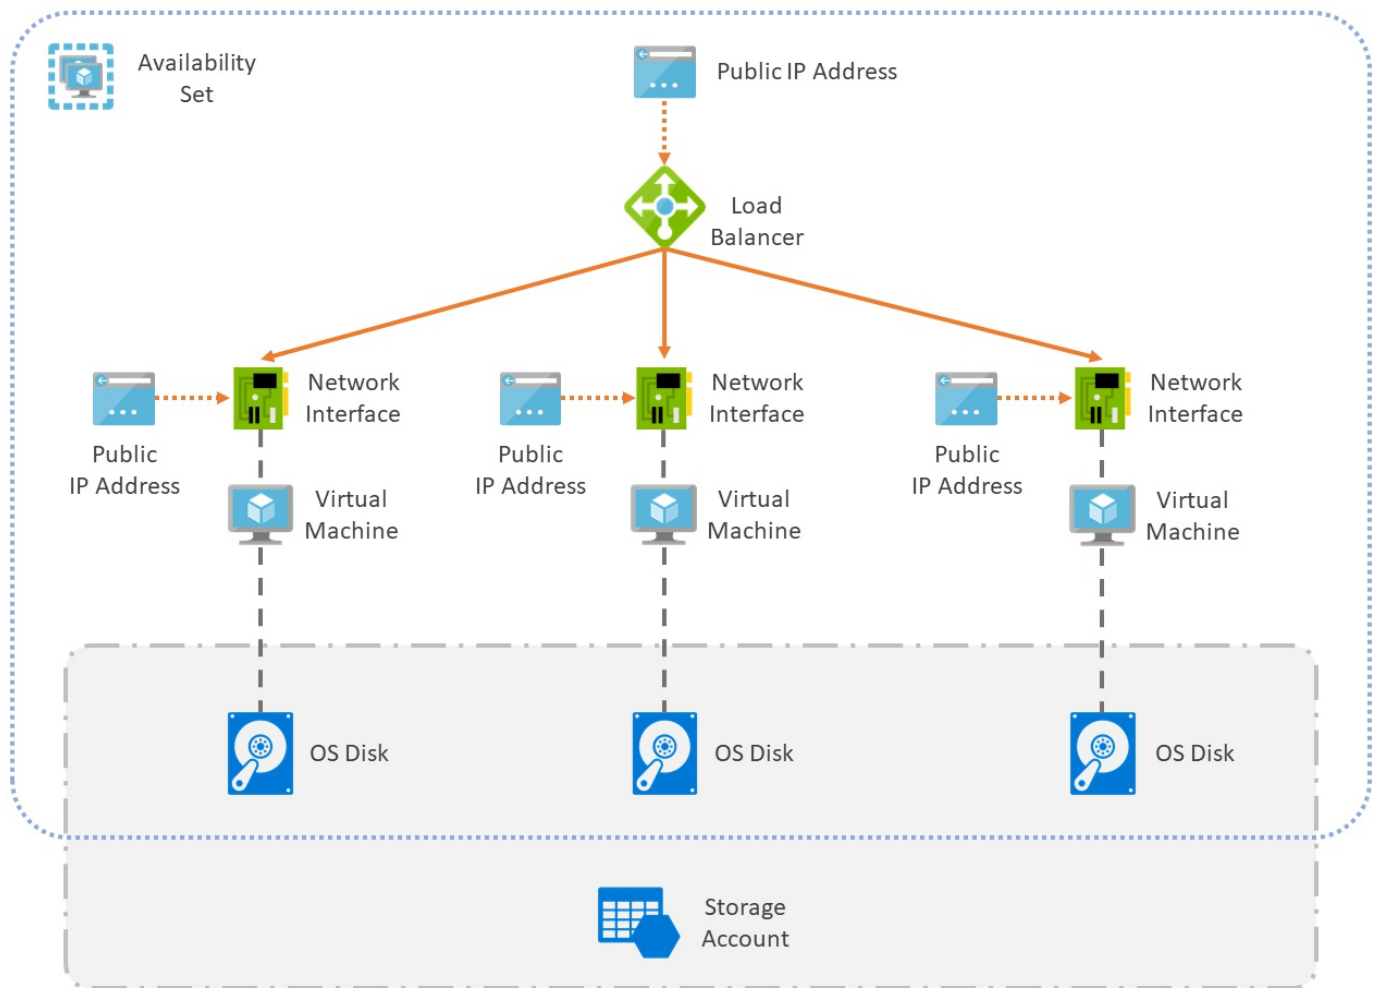 Availability
Set
Public IP Address
Load
Balancer
Network
Interface
Public
IP Address
Virtual
Machine
Network
Interface
Public
IP Address
Virtual
Machine
Network
Interface
Public
IP Address
Virtual
Machine
OS Disk
OS Disk
OS Disk
Storage
Account